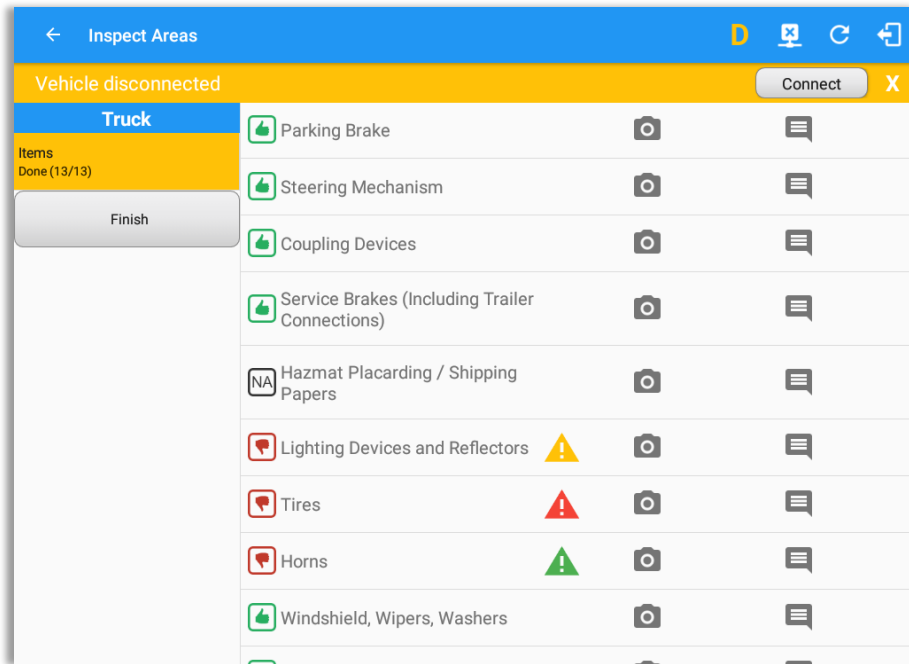 Inspect Areas
D
Vehicle disconnected
Connect
X
Truck
Items
Done (13/13)
Finish
Parking Brake
Steering Mechanism
Coupling Devices
Service Brakes (Including Trailer
Connections)
NA
Hazmat Placarding / Shipping
Papers
Lighting Devices and Reflectors
Tires
Horns
Windshield, Wipers, Washers